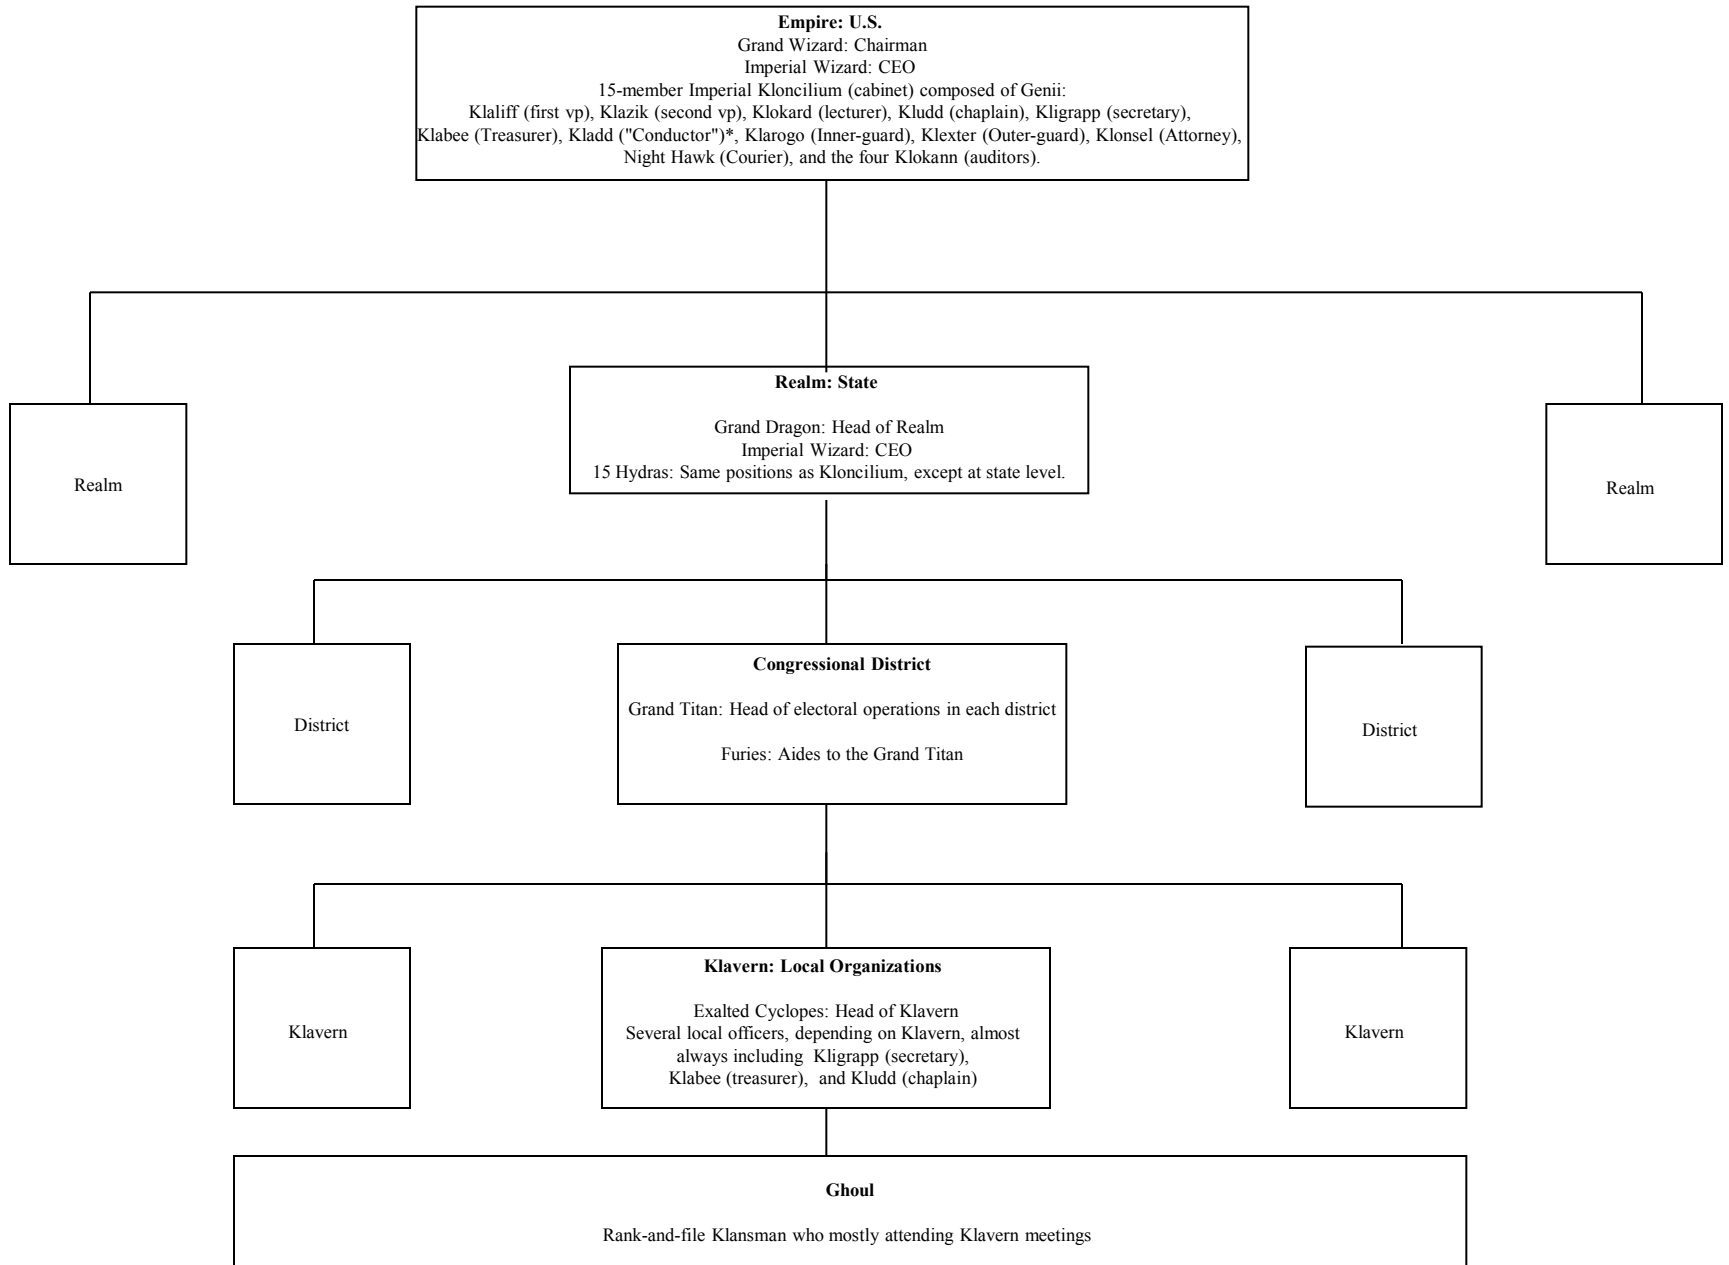 Empire: U.S.
Grand Wizard: Chairman
Imperial Wizard: CEO
15-member Imperial Kloncilium (cabinet) composed of Genii:
Klaliff (first vp), Klazik (second vp), Klokard (lecturer), Kludd (chaplain), Kligrapp (secretary),
Klabee (Treasurer), Kladd ("Conductor")*, Klarogo (Inner-guard), Klexter (Outer-guard), Klonsel (Attorney),
Night Hawk (Courier), and the four Klokann (auditors).
Realm
Realm: State
Grand Dragon: Head of Realm
Imperial Wizard: CEO
15 Hydras: Same positions as Kloncilium, except at state level.
Realm
District
Congressional District
Grand Titan: Head of electoral operations in each district
Furies: Aides to the Grand Titan
District
Klavern
Klavern: Local Organizations
Exalted Cyclopes: Head of Klavern
Several local officers, depending on Klavern, almost
always including Kligrapp (secretary),
Klabee (treasurer), and Kludd (chaplain)
Klavern
Ghoul
Rank-and-file Klansman who mostly attending Klavern meetings